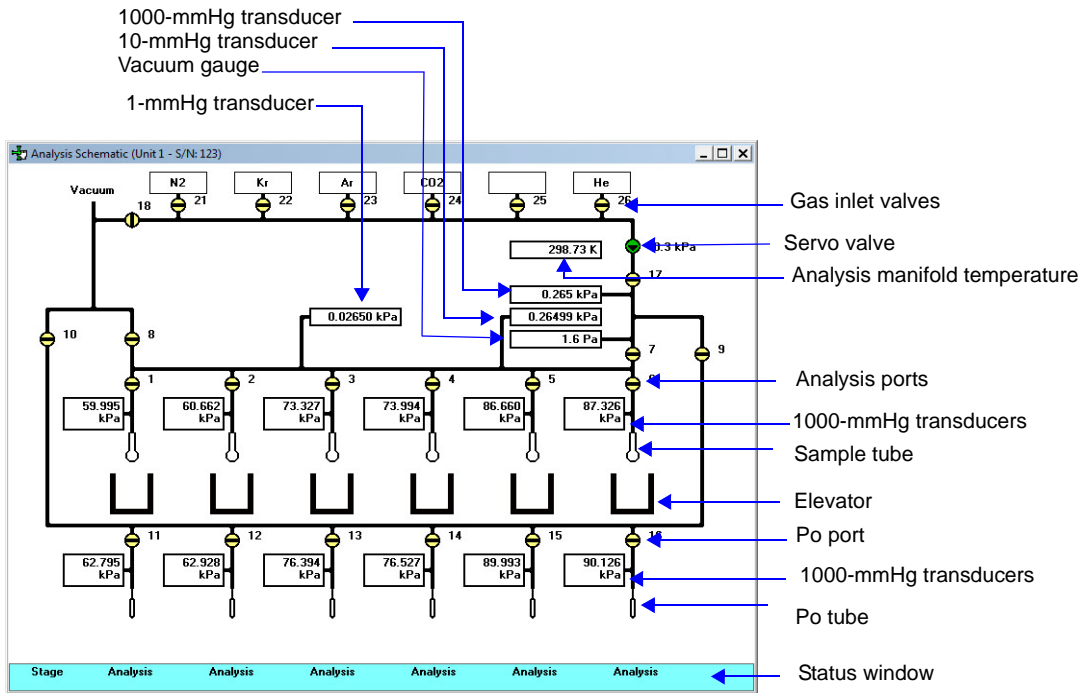 1000-mmHg transducer
10-mmHg transducer
Vacuum gauge
1-mmHg transducer
Analysis Schematic (Unit 1 - S/N: 123)
Vacuum
N2
Kr
Ar
CO2
He
18
21
22
23
24
25
26
Gas inlet valves
298.73 K
0.3 kPa
Servo valve
17
Analysis manifold temperature
0.265 kPa
0.02650 kPa
0.26499 kPa
10
8
1.6 Pa
7
9
1
2
3
4
5
6
Analysis ports
59.995 kPa
60.662 kPa
73.327 kPa
73.994 kPa
86.660 kPa
87.326 kPa
1000-mmHg transducers
Sample tube
Elevator
11
12
13
14
15
16
Po port
62.795 kPa
62.928 kPa
76.394 kPa
76.527 kPa
89.993 kPa
90.126 kPa
1000-mmHg transducers
Po tube
Stage Analysis Analysis Analysis Analysis Analysis Analysis
Status window